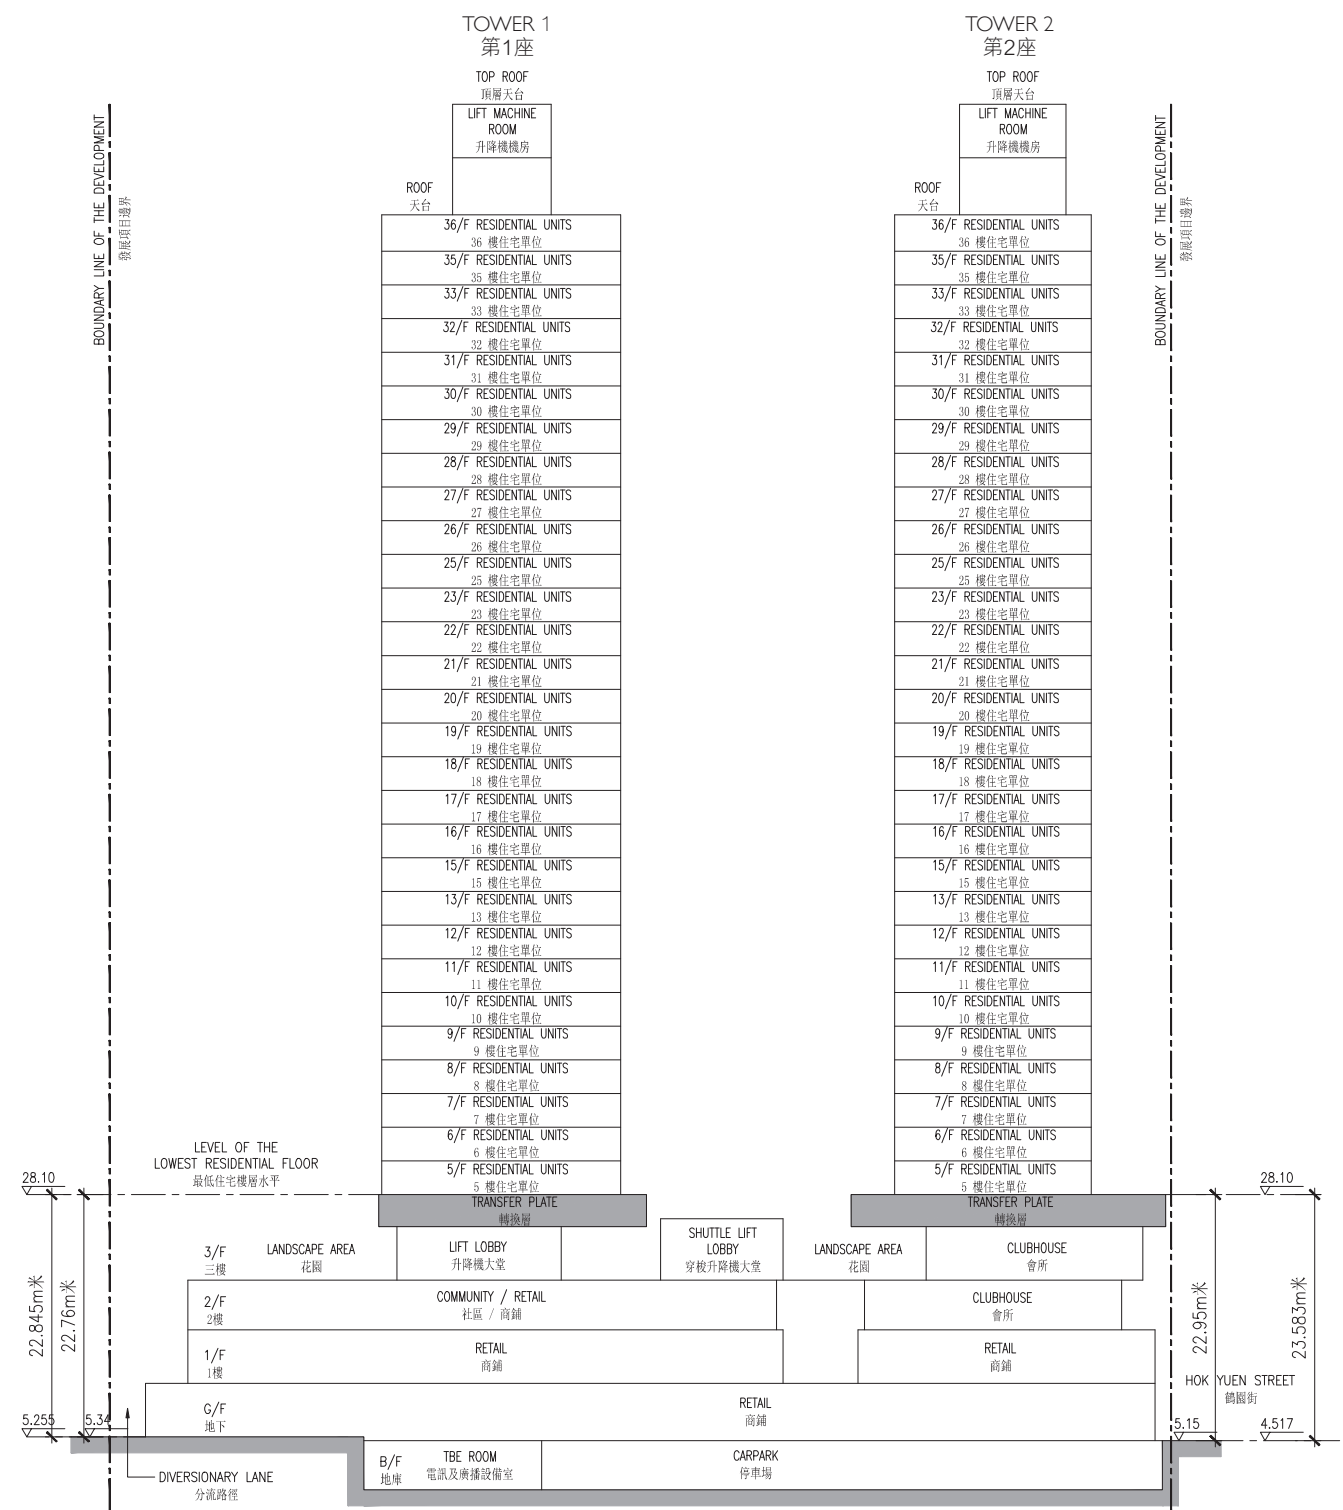 TOWER 1
第1座
TOWER 2
第2座
TOP ROOF
頂層天台
TOP ROOF
頂層天台
LIFT MACHINE
ROOM
升降機機房
LIFT MACHINE
ROOM
升降機機房
BOUNDARY LINE OF THE DEVELOPMENT
發展項目邊界
BOUNDARY LINE OF THE DEVELOPMENT
發展項目邊界
ROOF
天台
ROOF
天台
36/F RESIDENTIAL UNITS
36 樓住宅單位
35/F RESIDENTIAL UNITS
35 樓住宅單位
33/F RESIDENTIAL UNITS
33 樓住宅單位
32/F RESIDENTIAL UNITS
32 樓住宅單位
31/F RESIDENTIAL UNITS
31 樓住宅單位
30/F RESIDENTIAL UNITS
30 樓住宅單位
29/F RESIDENTIAL UNITS
29 樓住宅單位
28/F RESIDENTIAL UNITS
28 樓住宅單位
27/F RESIDENTIAL UNITS
27 樓住宅單位
26/F RESIDENTIAL UNITS
26 樓住宅單位
25/F RESIDENTIAL UNITS
25 樓住宅單位
23/F RESIDENTIAL UNITS
23 樓住宅單位
22/F RESIDENTIAL UNITS
22 樓住宅單位
21/F RESIDENTIAL UNITS
21 樓住宅單位
20/F RESIDENTIAL UNITS
20 樓住宅單位
19/F RESIDENTIAL UNITS
19 樓住宅單位
18/F RESIDENTIAL UNITS
18 樓住宅單位
17/F RESIDENTIAL UNITS
17 樓住宅單位
16/F RESIDENTIAL UNITS
16 樓住宅單位
15/F RESIDENTIAL UNITS
15 樓住宅單位
13/F RESIDENTIAL UNITS
13 樓住宅單位
12/F RESIDENTIAL UNITS
12 樓住宅單位
11/F RESIDENTIAL UNITS
11 樓住宅單位
10/F RESIDENTIAL UNITS
10 樓住宅單位
9/F RESIDENTIAL UNITS
9 樓住宅單位
8/F RESIDENTIAL UNITS
8 樓住宅單位
7/F RESIDENTIAL UNITS
7 樓住宅單位
6/F RESIDENTIAL UNITS
6 樓住宅單位
5/F RESIDENTIAL UNITS
5 樓住宅單位
36/F RESIDENTIAL UNITS
36 樓住宅單位
35/F RESIDENTIAL UNITS
35 樓住宅單位
33/F RESIDENTIAL UNITS
33 樓住宅單位
32/F RESIDENTIAL UNITS
32 樓住宅單位
31/F RESIDENTIAL UNITS
31 樓住宅單位
30/F RESIDENTIAL UNITS
30 樓住宅單位
29/F RESIDENTIAL UNITS
29 樓住宅單位
28/F RESIDENTIAL UNITS
28 樓住宅單位
27/F RESIDENTIAL UNITS
27 樓住宅單位
26/F RESIDENTIAL UNITS
26 樓住宅單位
25/F RESIDENTIAL UNITS
25 樓住宅單位
23/F RESIDENTIAL UNITS
23 樓住宅單位
22/F RESIDENTIAL UNITS
22 樓住宅單位
21/F RESIDENTIAL UNITS
21 樓住宅單位
20/F RESIDENTIAL UNITS
20 樓住宅單位
19/F RESIDENTIAL UNITS
19 樓住宅單位
18/F RESIDENTIAL UNITS
18 樓住宅單位
17/F RESIDENTIAL UNITS
17 樓住宅單位
16/F RESIDENTIAL UNITS
16 樓住宅單位
15/F RESIDENTIAL UNITS
15 樓住宅單位
13/F RESIDENTIAL UNITS
13 樓住宅單位
12/F RESIDENTIAL UNITS
12 樓住宅單位
11/F RESIDENTIAL UNITS
11 樓住宅單位
10/F RESIDENTIAL UNITS
10 樓住宅單位
9/F RESIDENTIAL UNITS
9 樓住宅單位
8/F RESIDENTIAL UNITS
8 樓住宅單位
7/F RESIDENTIAL UNITS
7 樓住宅單位
6/F RESIDENTIAL UNITS
6 樓住宅單位
5/F RESIDENTIAL UNITS
5 樓住宅單位
LEVEL OF THE
LOWEST RESIDENTIAL FLOOR
最低住宅樓層水平
28.10
28.10
TRANSFER PLATE
轉換層
TRANSFER PLATE
轉換層
3/F
三樓
LANDSCAPE AREA
花園
LIFT LOBBY
升降機大堂
SHUTTLE LIFT
LOBBY
穿梭升降機大堂
LANDSCAPE AREA
花園
CLUBHOUSE
會所
2/F
2樓
COMMUNITY / RETAIL
社區 / 商鋪
CLUBHOUSE
會所
22.845m米
22.76m米
22.95m米
23.583m米
1/F
1樓
RETAIL
商鋪
RETAIL
商鋪
HOK YUEN STREET
鶴園街
G/F
地下
RETAIL
商鋪
5.255
5.34
5.15
4.517
B/F
地庫
TBE ROOM
電訊及廣播設備室
CARPARK
停車場
DIVERSIONARY LANE
分流路徑